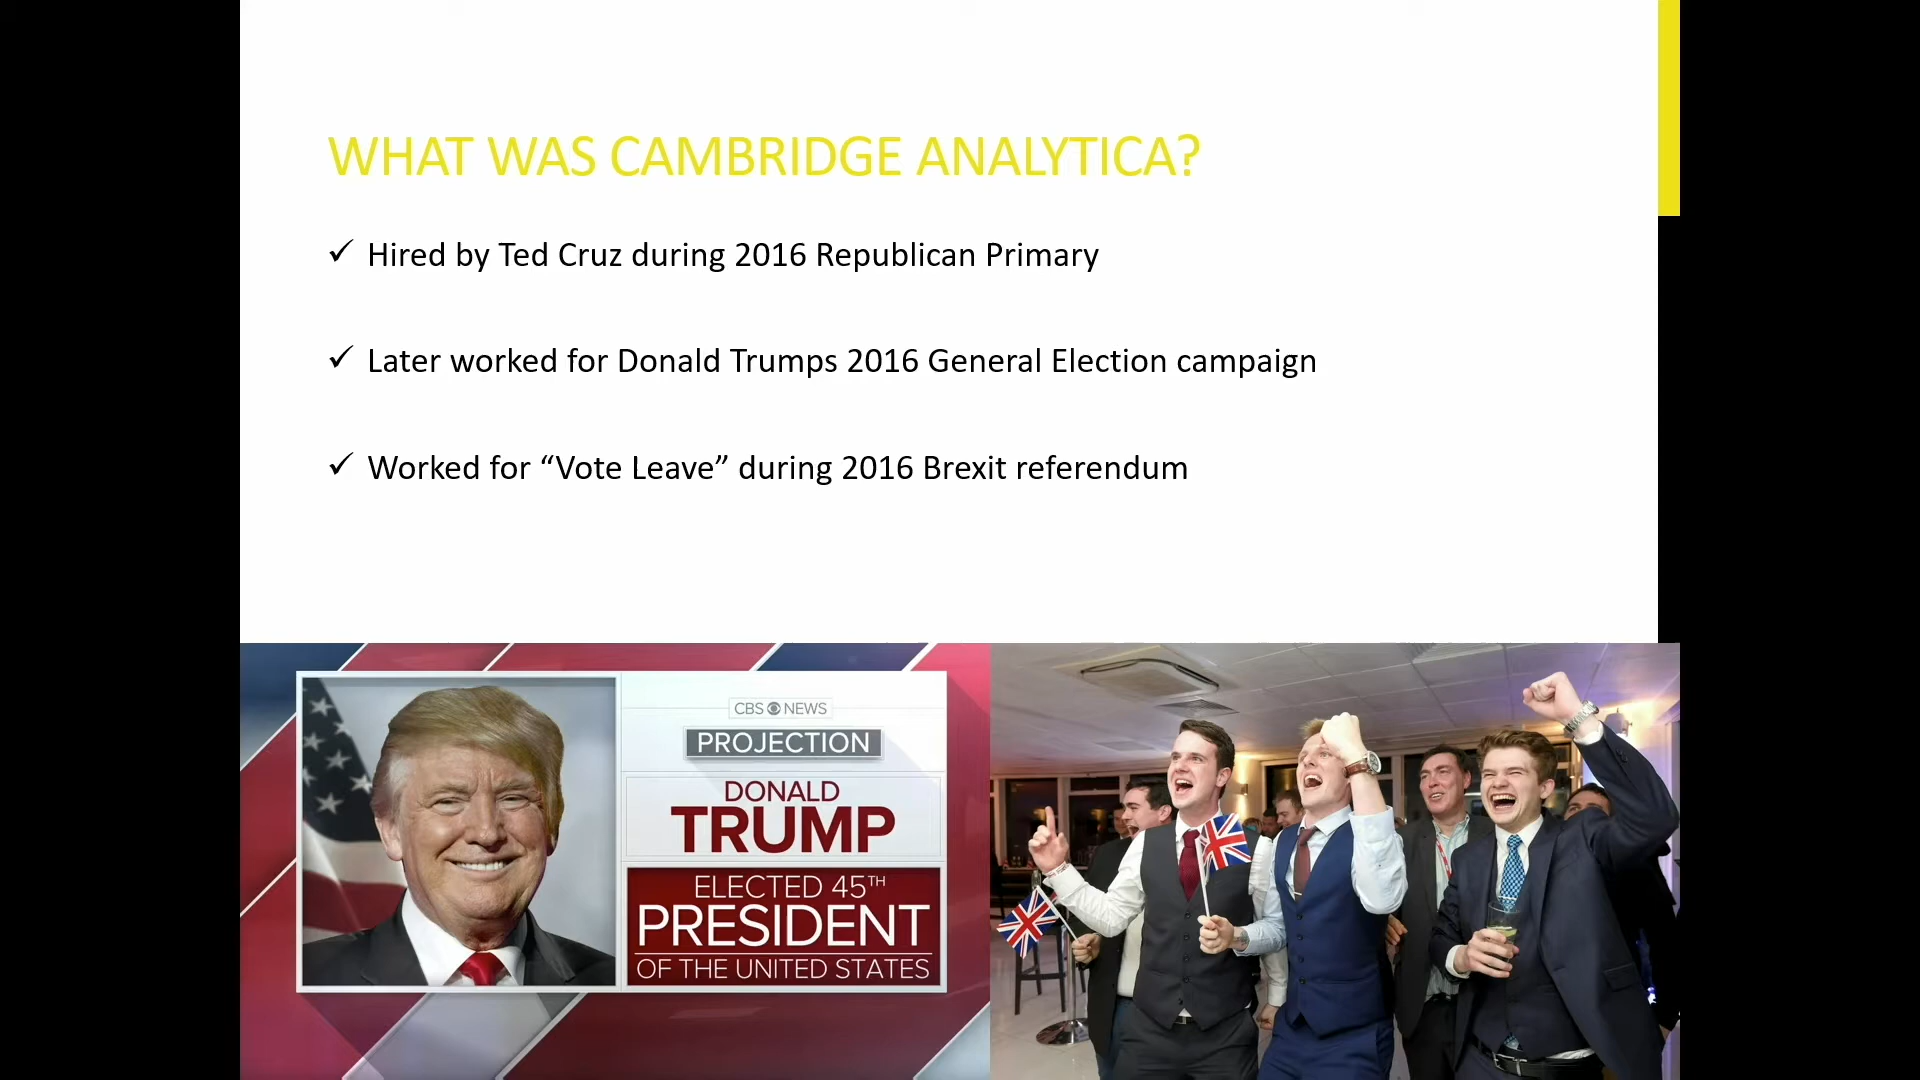 WHAT WAS CAMBRIDGE ANALYTICA?
✓ Hired by Ted Cruz during 2016 Republican Primary
✓ Later worked for Donald Trumps 2016 General Election campaign
✓ Worked for “Vote Leave” during 2016 Brexit referendum
CBS NEWS
PROJECTION
DONALD
TRUMP
ELECTED 45TH
PRESIDENT
OF THE UNITED STATES